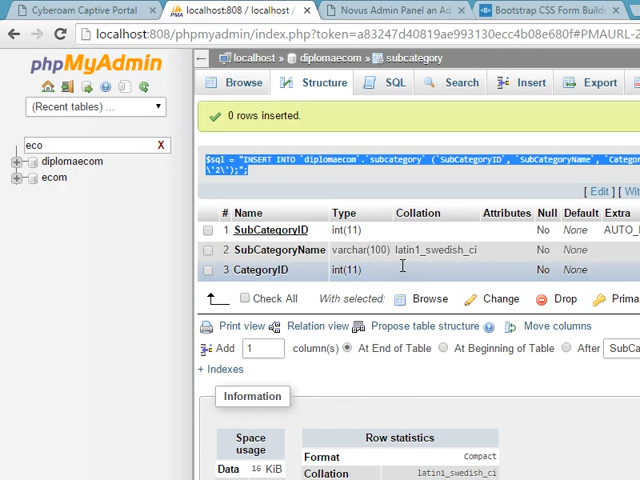 Cyberoam Captive Portal
localhost:808 / localhost /
Novus Admin Panel an Ad
Bootstrap CSS Form Builde
localhost:808/phpmyadmin/index.php?token=a83247d40819ae993130ecc4b08e680f#PMAURL-2
phpMyAdmin
(Recent tables) ...
eco X
diplomaecom
ecom
localhost » diplomaecom » subcategory
Browse Structure SQL Search Insert Export
0 rows inserted.
$sql = "INSERT INTO `diplomaecom`.`subcategory` (`SubCategoryID`, `SubCategoryName`, `Categor
\'2\');";
[ Edit ] [ Wit
# Name Type Collation Attributes Null Default Extra
1 SubCategoryID int(11) No None AUTO_I
2 SubCategoryName varchar(100) latin1_swedish_ci No None
3 CategoryID int(11) No None
Check All With selected: Browse Change Drop Prima
Print view Relation view Propose table structure Move columns
Add 1 column(s) At End of Table At Beginning of Table After SubCa
+ Indexes
Information
Space usage
Row statistics
Data 16 KiB
Format Compact
Collation latin1_swedish_ci